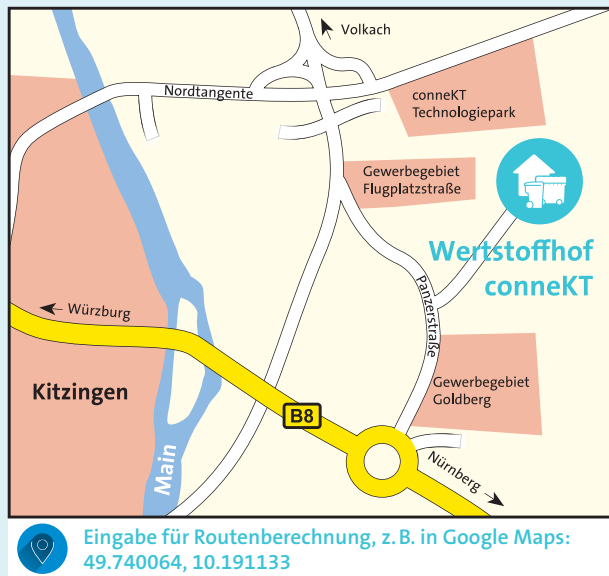 Volkach
Nordtangente
conneKT
Technologiepark
Gewerbegebiet
Flugplatzstraße
Wertstoffhof
conneKT
Panzerstraße
Würzburg
Kitzingen
Gewerbegebiet
Goldberg
B8
Main
Nürnberg
Eingabe für Routenberechnung, z. B. in Google Maps:
49.740064, 10.191133